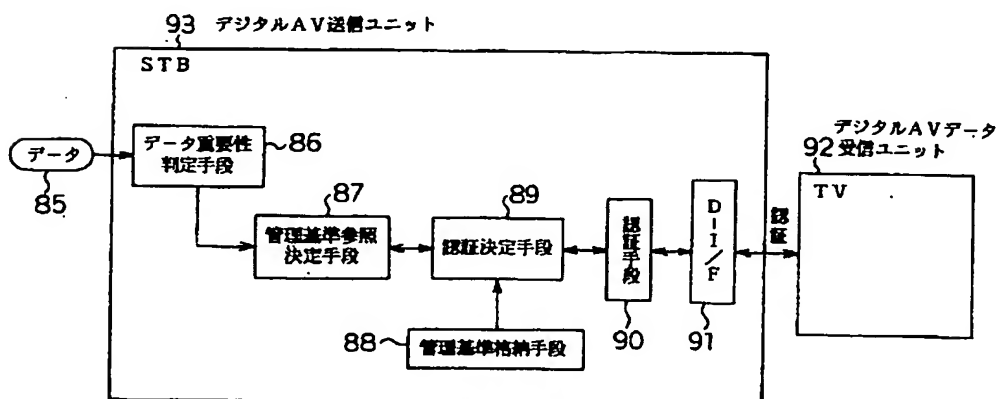 93 デジタルAV送信ユニット
STB
データ
85
データ重要性
判定手段
86
87
管理基準参照
決定手段
89
認証決定手段
88
管理基準格納手段
認証手段
90
D-I/F
91
認証
デジタルAVデータ
92 受信ユニット
TV